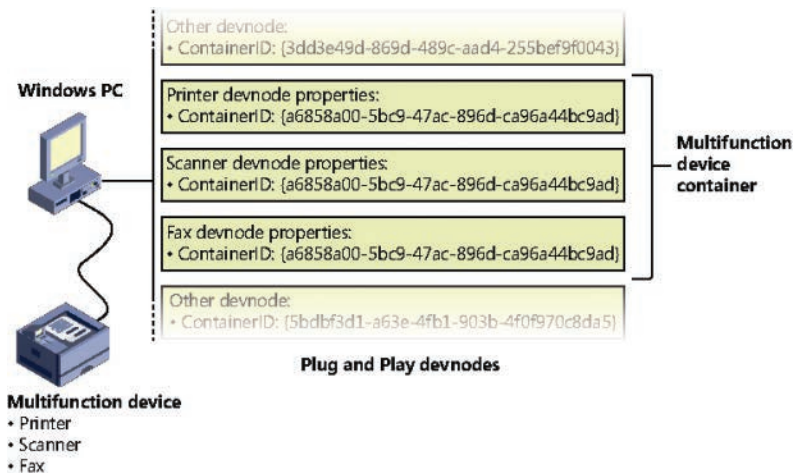 Other devnode:
• ContainerID: {3dd3e49d-869d-489c-aad4-255bef9f0043}
Windows PC
Printer devnode properties:
• ContainerID: {a6858a00-5bc9-47ac-896d-ca96a44bc9ad}
Scanner devnode properties:
• ContainerID: {a6858a00-5bc9-47ac-896d-ca96a44bc9ad}
Multifunction
device
container
Fax devnode properties:
• ContainerID: {a6858a00-5bc9-47ac-896d-ca96a44bc9ad}
Other devnode:
• ContainerID: {5bdbf3d1-a63e-4fb1-903b-4f0f970c8da5}
Plug and Play devnodes
Multifunction device
• Printer
• Scanner
• Fax